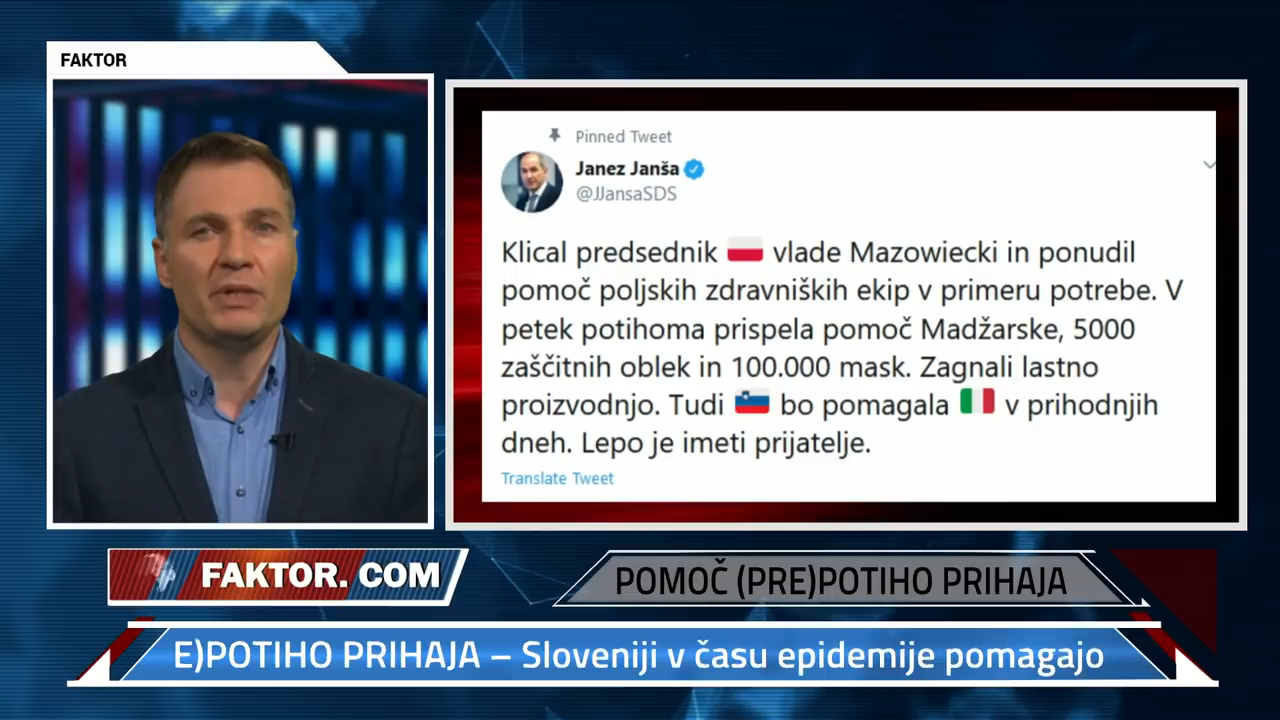 FAKTOR
Pinned Tweet
Janez Janša
@JJansaSDS
Klical predsednik 🇵🇱 vlade Mazowiecki in ponudil
pomoč poljskih zdravniških ekip v primeru potrebe. V
petek potihoma prispela pomoč Madžarske, 5000
zaščitnih oblek in 100.000 mask. Zagnali lastno
proizvodnjo. Tudi 🇸🇮 bo pomagala 🇮🇹 v prihodnjih
dneh. Lepo je imeti prijatelje.
Translate Tweet
FAKTOR. COM
POMOČ (PRE)POTIHO PRIHAJA
E)POTIHO PRIHAJA – Sloveniji v času epidemije pomagajo